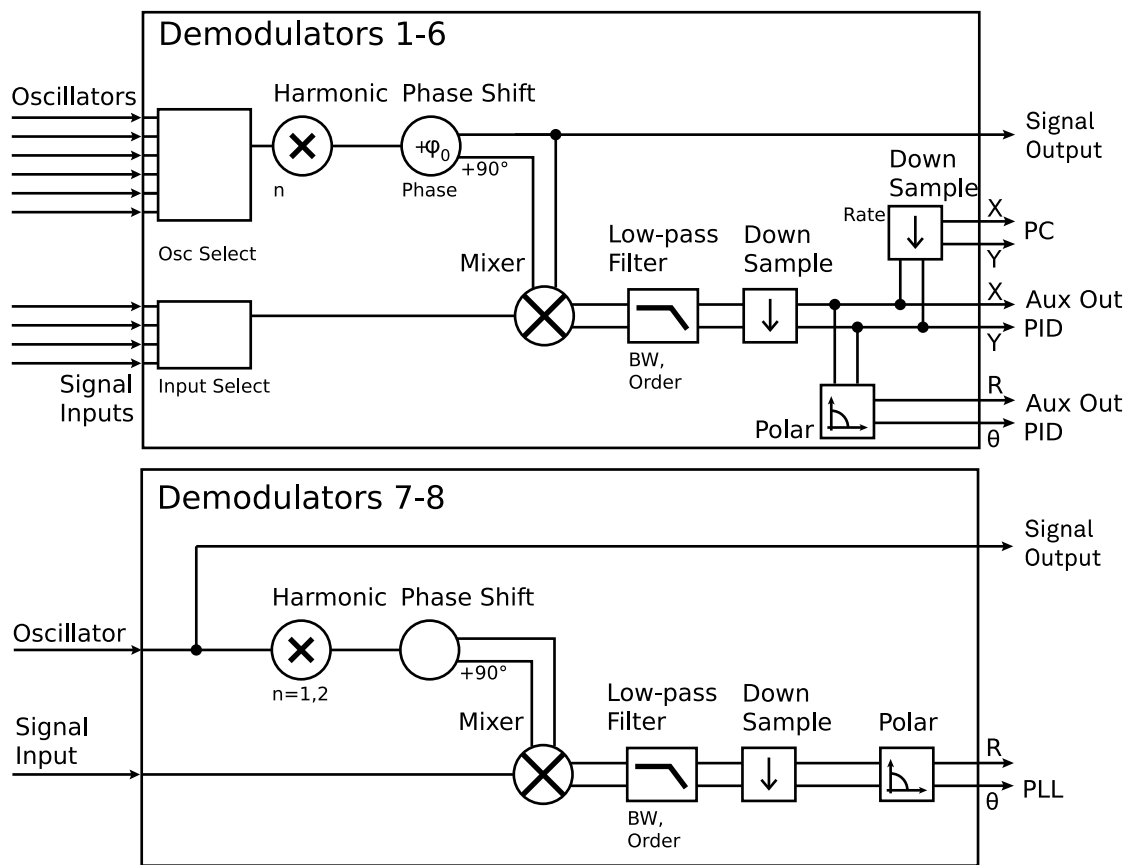 Demodulators 1-6
Oscillators
Harmonic
Phase Shift
+φ0
+90°
n
Phase
Osc Select
Signal
Output
Down
Sample
Rate
X
PC
Y
Mixer
Low-pass
Filter
Down
Sample
BW,
Order
X
Aux Out
PID
Y
Input Select
Signal
Inputs
Polar
R
Aux Out
PID
θ
Demodulators 7-8
Signal
Output
Harmonic
Phase Shift
Oscillator
+90°
n=1,2
Signal
Input
Mixer
Low-pass
Filter
Down
Sample
Polar
BW,
Order
R
PLL
θ